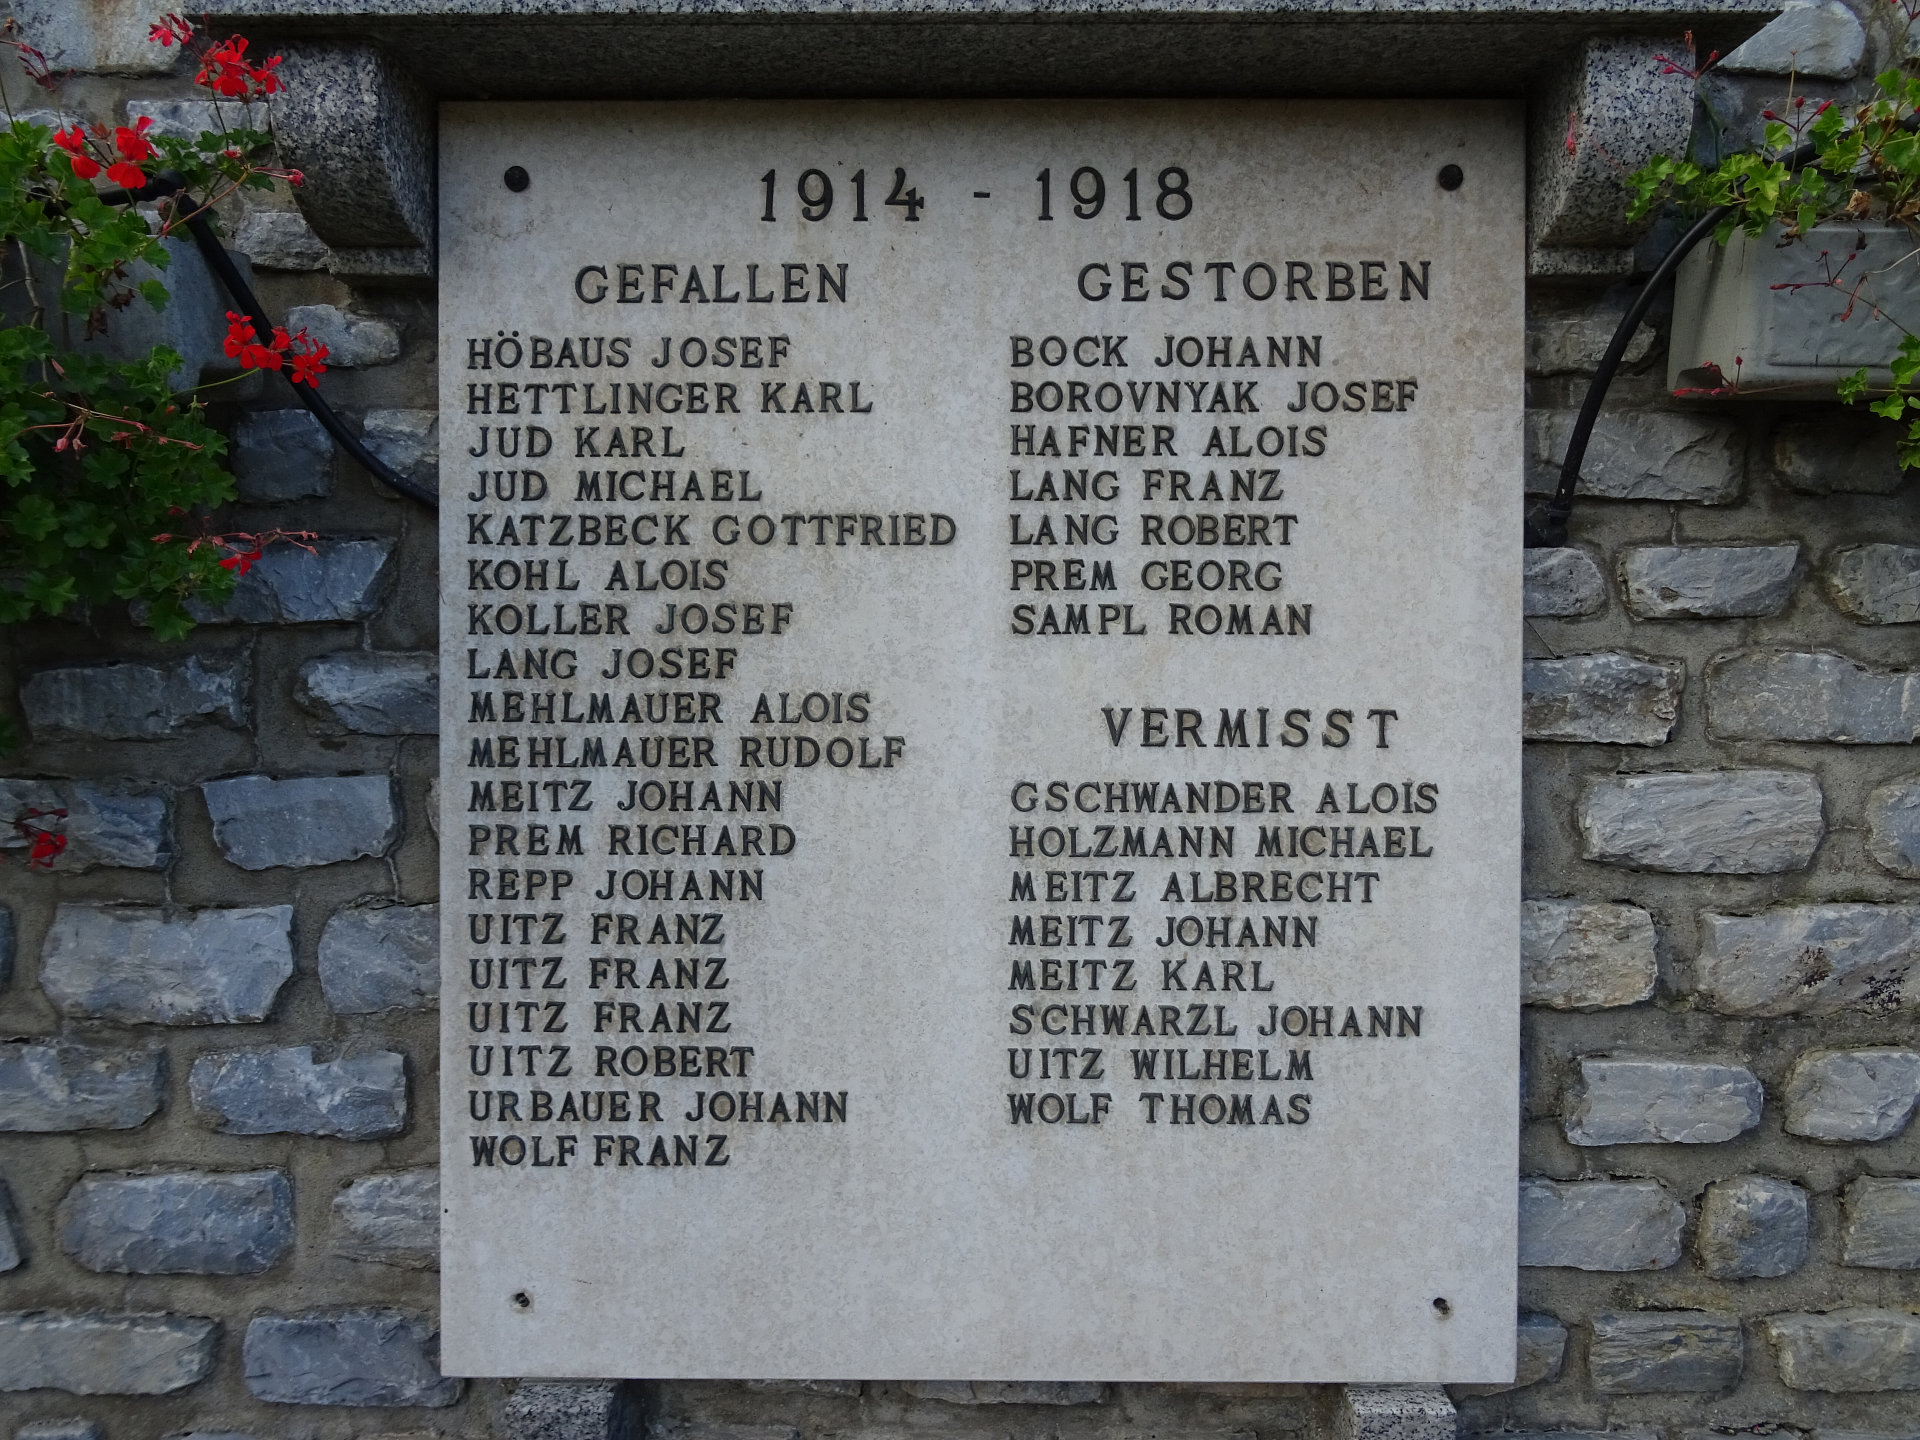 1914 - 1918
GEFALLEN
HÖBAUS JOSEF
HETTLINGER KARL
JUD KARL
JUD MICHAEL
KATZBECK GOTTFRIED
KOHL ALOIS
KOLLER JOSEF
LANG JOSEF
MEHLMAUER ALOIS
MEHLMAUER RUDOLF
MEITZ JOHANN
PREM RICHARD
REPP JOHANN
UITZ FRANZ
UITZ FRANZ
UITZ FRANZ
UITZ ROBERT
URBAUER JOHANN
WOLF FRANZ
GESTORBEN
BOCK JOHANN
BOROVNYAK JOSEF
HAFNER ALOIS
LANG FRANZ
LANG ROBERT
PREM GEORG
SAMPL ROMAN
VERMISST
GSCHWANDER ALOIS
HOLZMANN MICHAEL
MEITZ ALBRECHT
MEITZ JOHANN
MEITZ KARL
SCHWARZL JOHANN
UITZ WILHELM
WOLF THOMAS